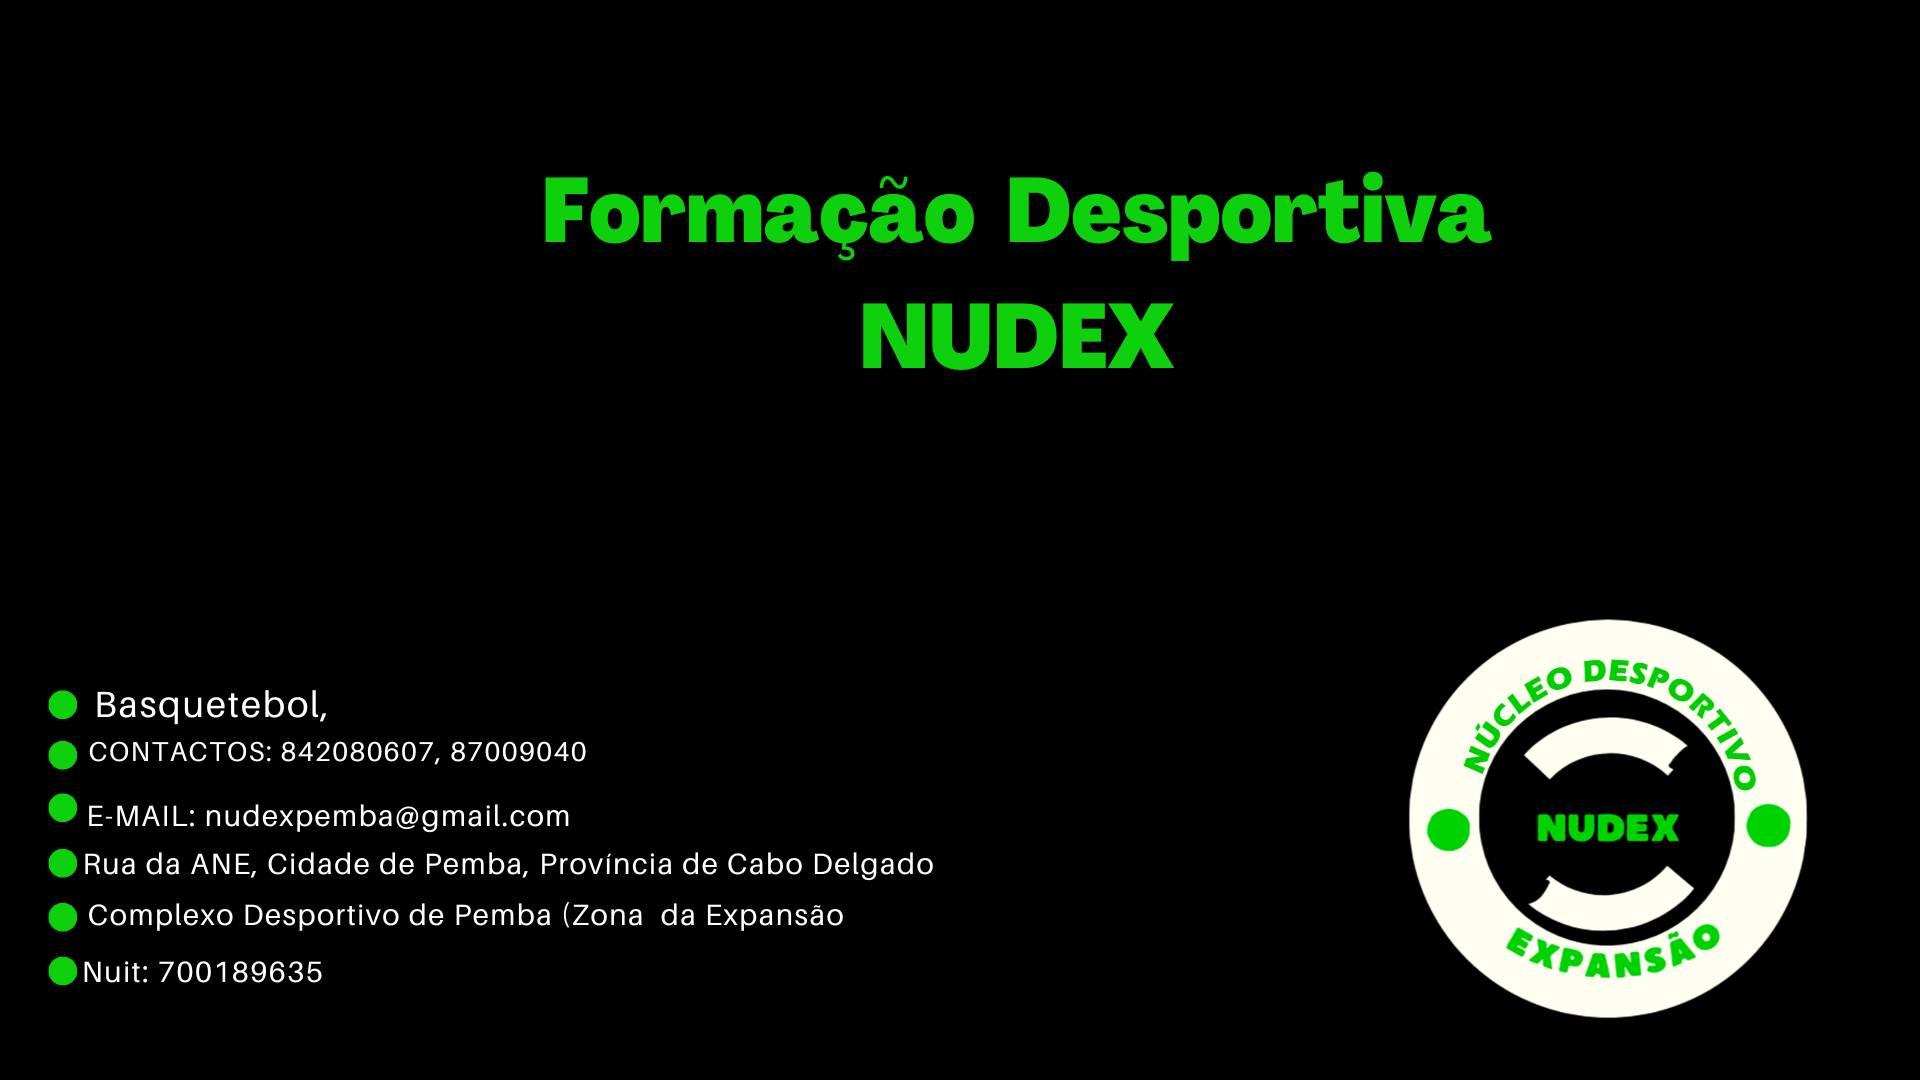 Formação Desportiva
NUDEX
Basquetebol,
CONTACTOS: 842080607, 87009040
E-MAIL: nudexpemba@gmail.com
Rua da ANE, Cidade de Pemba, Província de Cabo Delgado
Complexo Desportivo de Pemba (Zona  da Expansão
Nuit: 700189635
NÚCLEO DESPORTIVO
NUDEX
EXPANSÃO